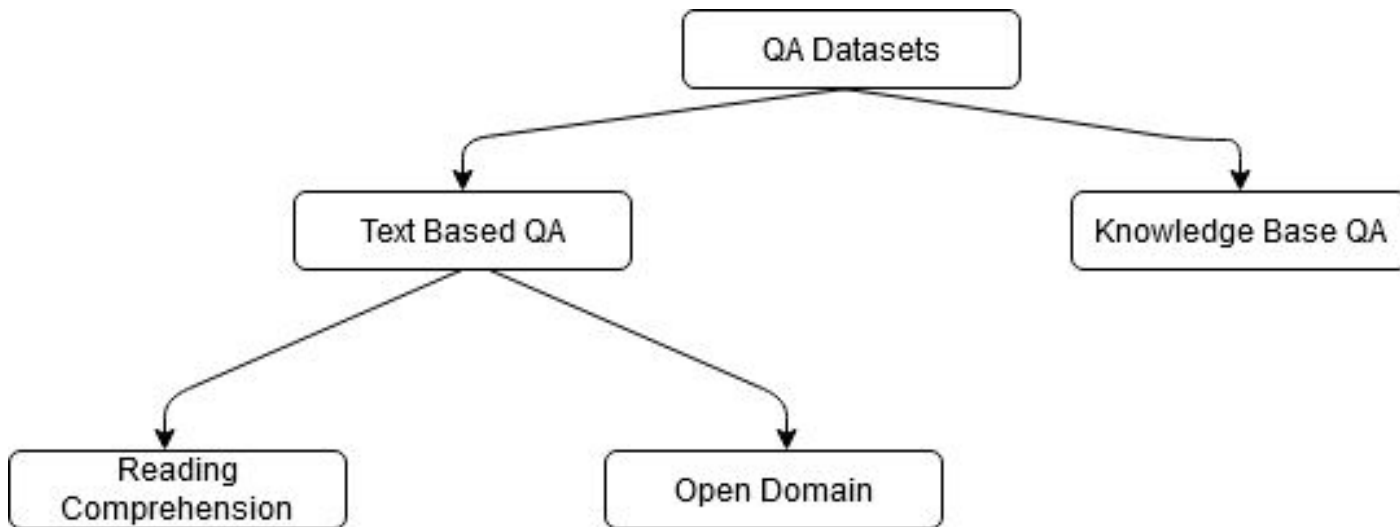 QA Datasets
Text Based QA
Knowledge Base QA
Reading
Comprehension
Open Domain